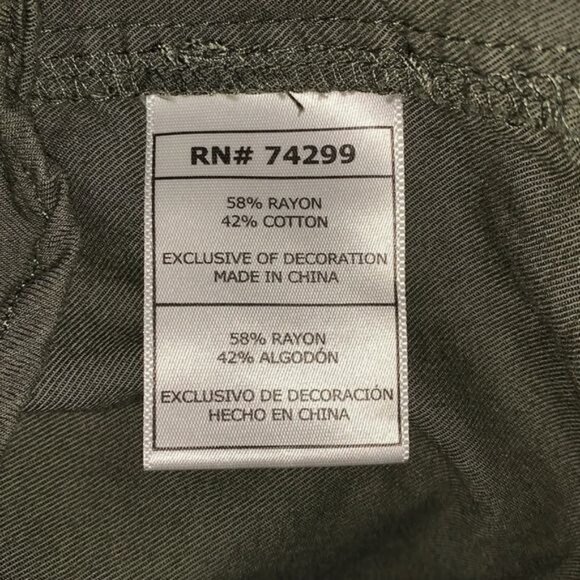 RN# 74299
58% RAYON
42% COTTON
EXCLUSIVE OF DECORATION
MADE IN CHINA
58% RAYON
42% ALGODÓN
EXCLUSIVO DE DECORACIÓN
HECHO EN CHINA